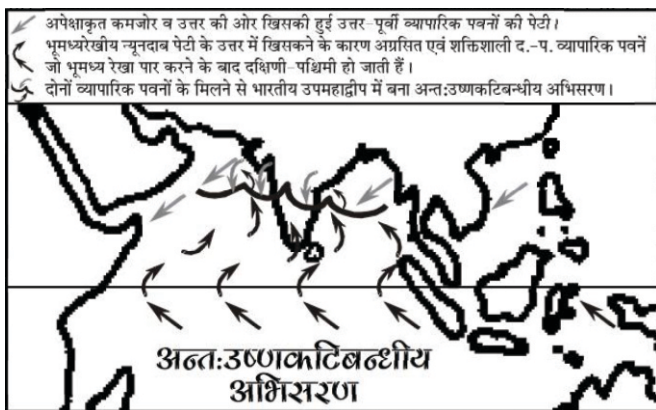 अपेक्षाकृत कमजोर व उत्तर की ओर खिसकी हुई उत्तर-पूर्वी व्यापारिक पवनों की पेटी।
भूमध्यरेखीय न्यूनदाब पेटी के उत्तर में खिसकने के कारण अग्रसित एवं शक्तिशाली द.-प. व्यापारिक पवनें
जो भूमध्य रेखा पार करने के बाद दक्षिणी-पश्चिमी हो जाती हैं।
दोनों व्यापारिक पवनों के मिलने से भारतीय उपमहाद्वीप में बना अन्त:उष्णकटिबन्धीय अभिसरण।
अन्त:उष्णकटिबन्धीय
अभिसरण